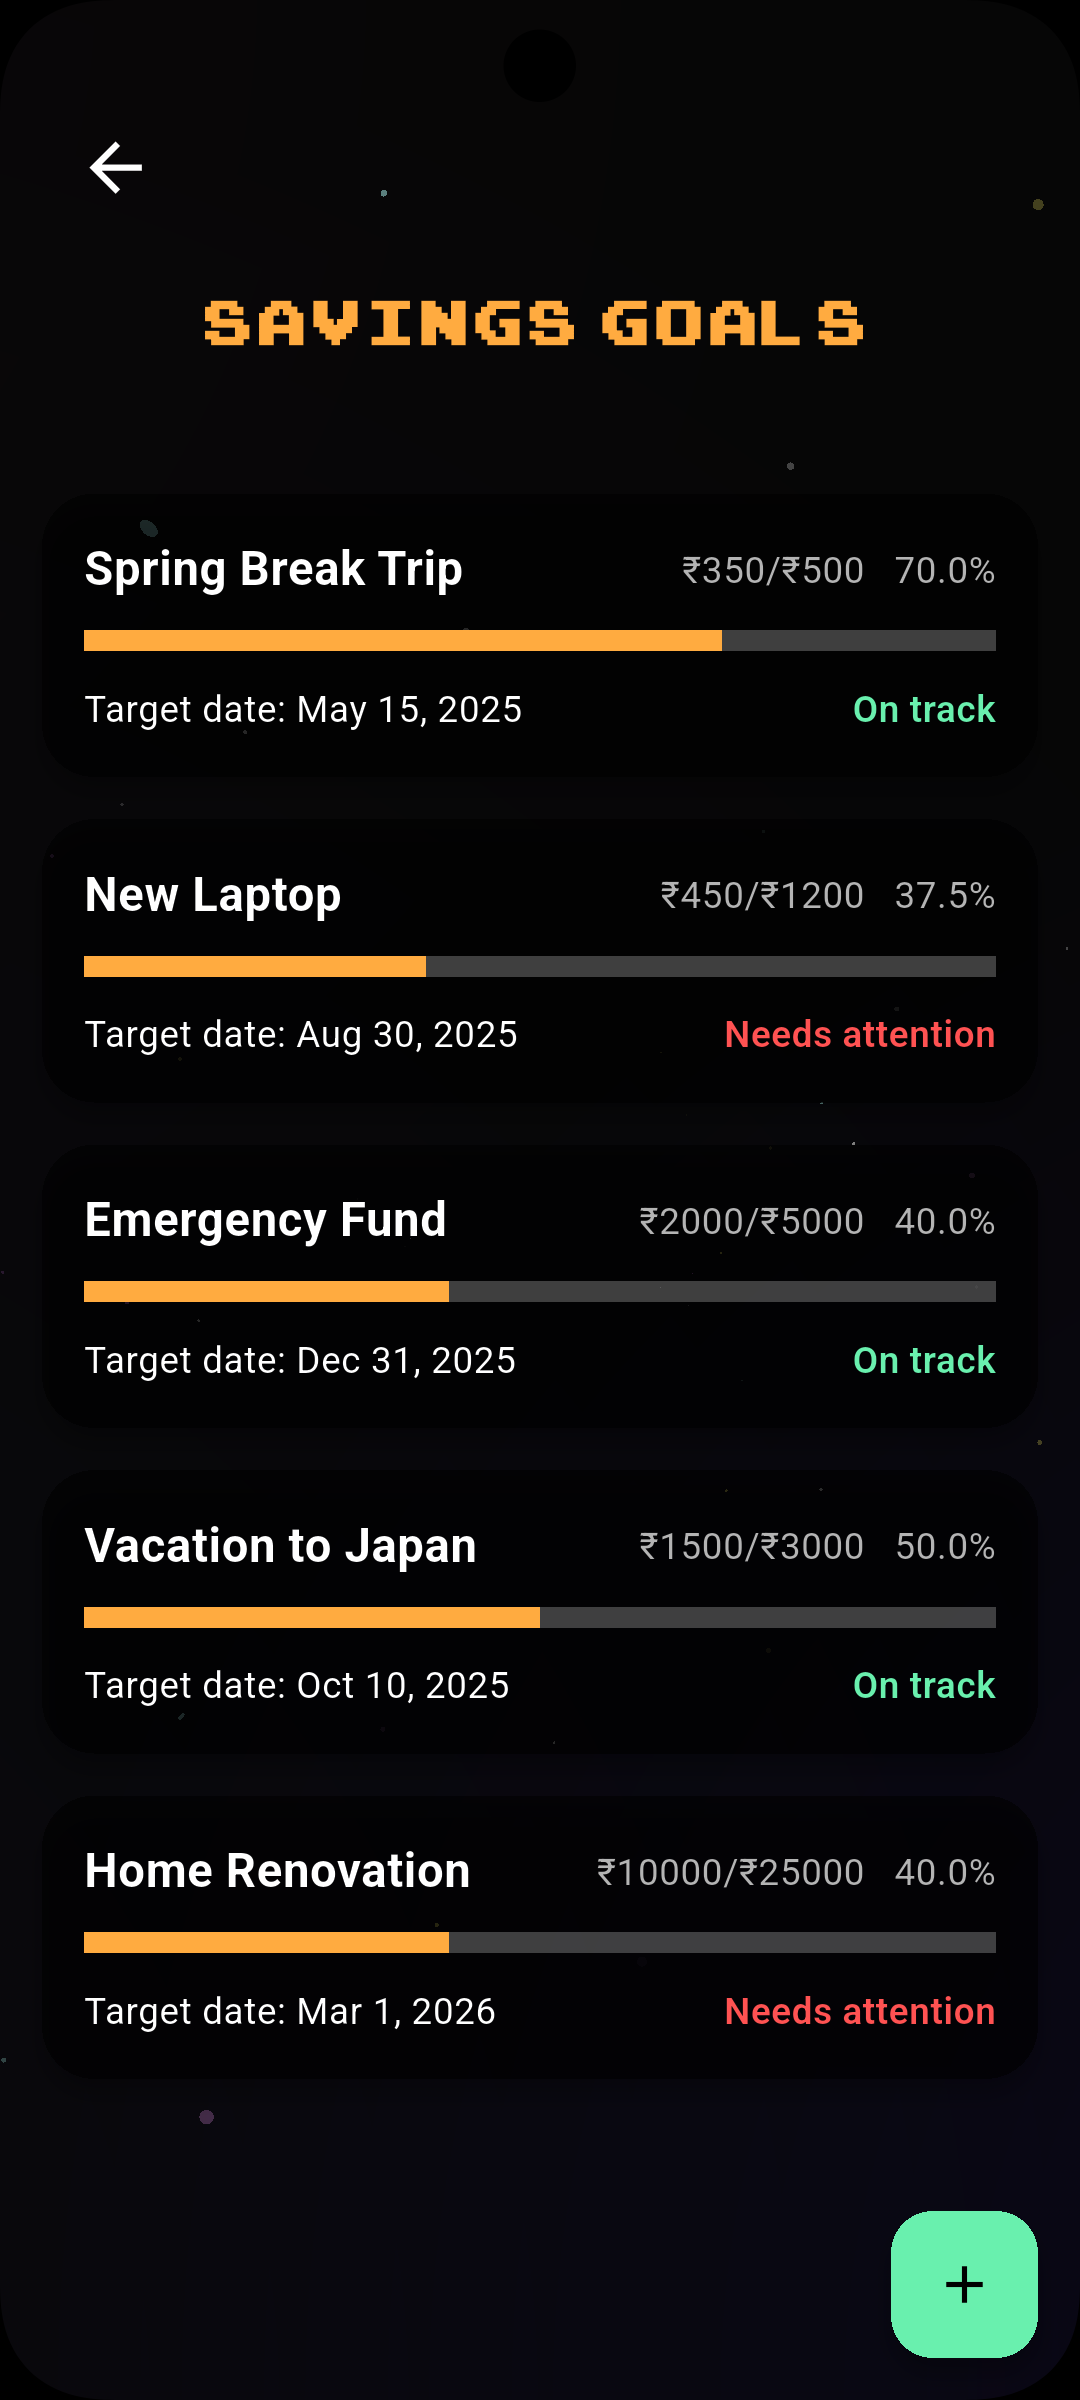 SAVINGS GOALS
Spring Break Trip ₹350/₹500 70.0%
Target date: May 15, 2025 On track
New Laptop ₹450/₹1200 37.5%
Target date: Aug 30, 2025 Needs attention
Emergency Fund ₹2000/₹5000 40.0%
Target date: Dec 31, 2025 On track
Vacation to Japan ₹1500/₹3000 50.0%
Target date: Oct 10, 2025 On track
Home Renovation ₹10000/₹25000 40.0%
Target date: Mar 1, 2026 Needs attention
+